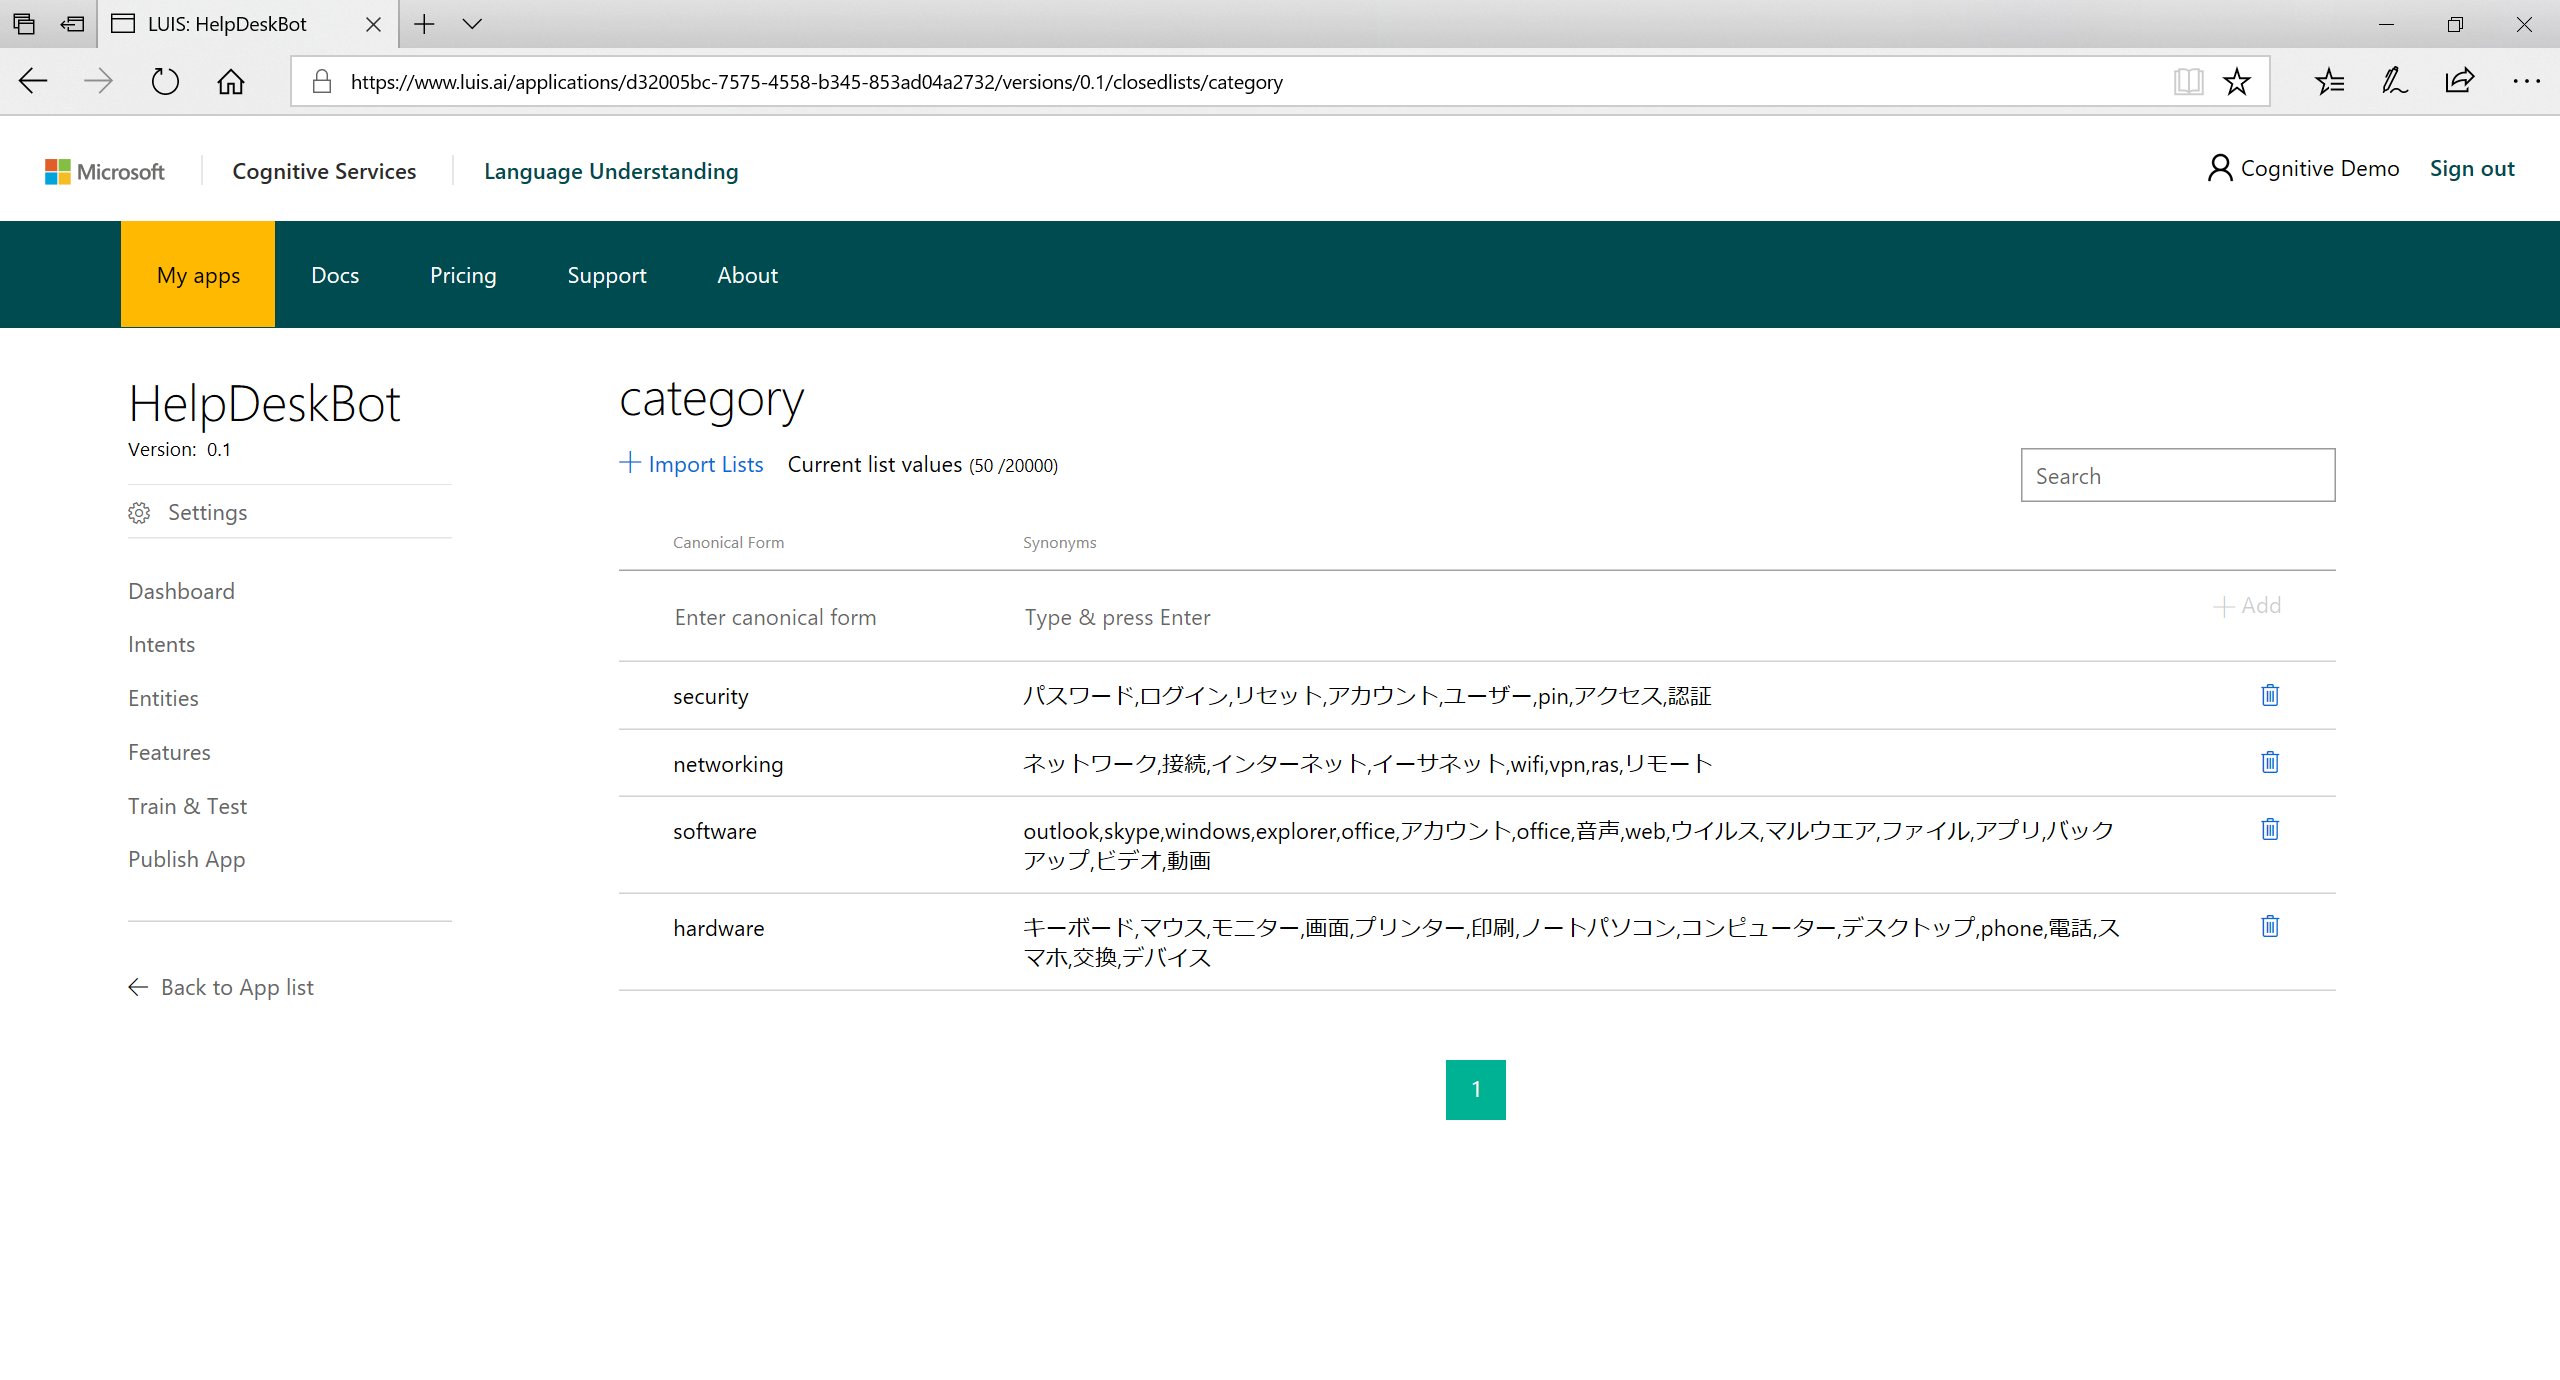 LUIS: HelpDeskBot
https://www.luis.ai/applications/d32005bc-7575-4558-b345-853ad04a2732/versions/0.1/closedlists/category
Microsoft
Cognitive Services
Language Understanding
Cognitive Demo
Sign out
My apps
Docs
Pricing
Support
About
HelpDeskBot
Version: 0.1
Settings
Dashboard
Intents
Entities
Features
Train & Test
Publish App
Back to App list
category
Import Lists
Current list values (50 /20000)
Search
Canonical Form
Synonyms
Enter canonical form
Type & press Enter
Add
security
パスワード,ログイン,リセット,アカウント,ユーザー,pin,アクセス,認証
networking
ネットワーク,接続,インターネット,イーサネット,wifi,vpn,ras,リモート
software
outlook,skype,windows,explorer,office,アカウント,office,音声,web,ウイルス,マルウエア,ファイル,アプリ,バック
アップ,ビデオ,動画
hardware
キーボード,マウス,モニター,画面,プリンター,印刷,ノートパソコン,コンピューター,デスクトップ,phone,電話,ス
マホ,交換,デバイス
1